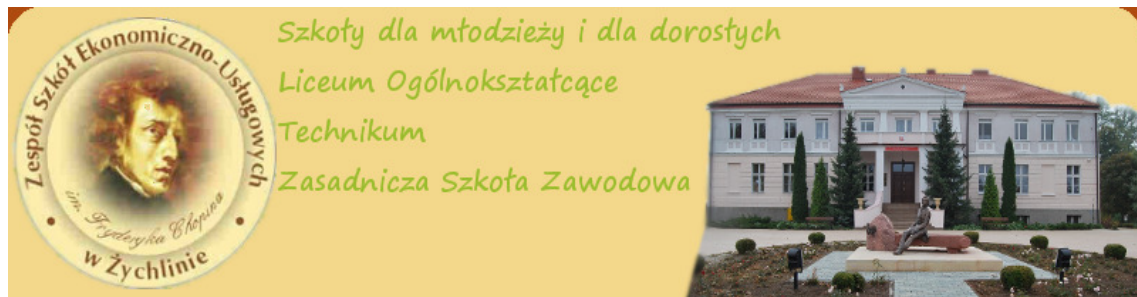 Zespół Szkół Ekonomiczno-Usługowych
im. Fryderyka Chopina
w Żychlinie
Szkoły dla młodzieży i dla dorosłych
Liceum Ogólnokształcące
Technikum
Zasadnicza Szkoła Zawodowa